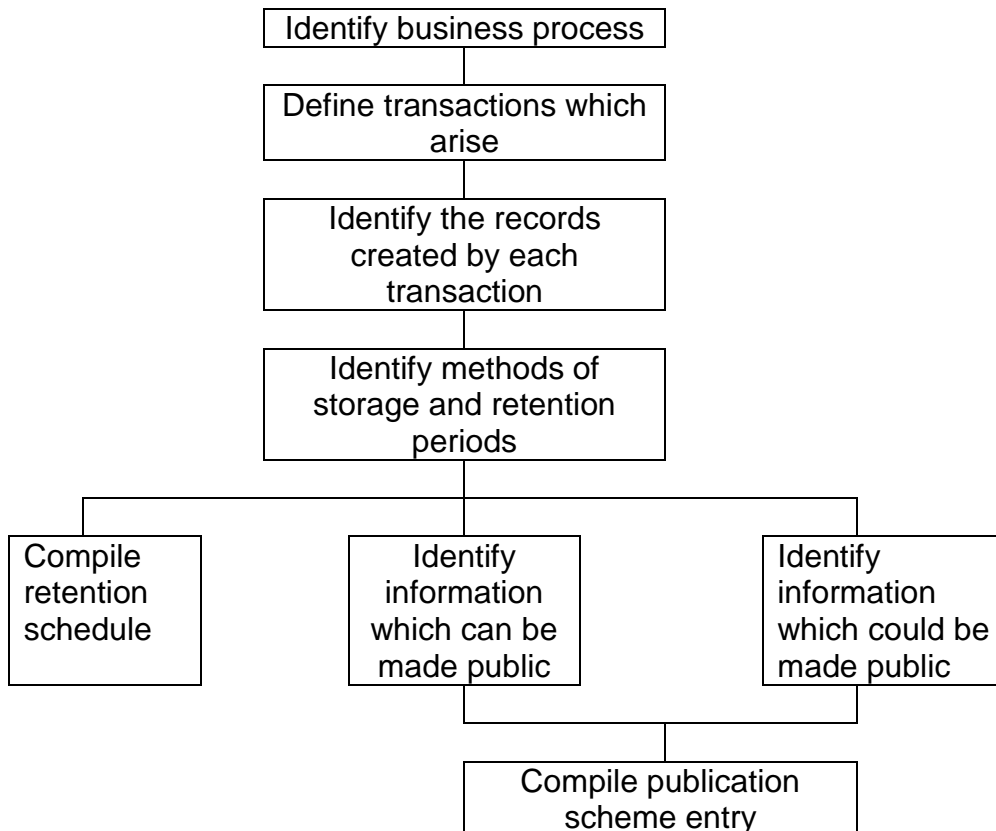 Identify business process
Define transactions which
arise
Identify the records
created by each
transaction
Identify methods of
storage and retention
periods
Compile
retention
schedule
Identify
information
which can be
made public
Identify
information
which could be
made public
Compile publication
scheme entry